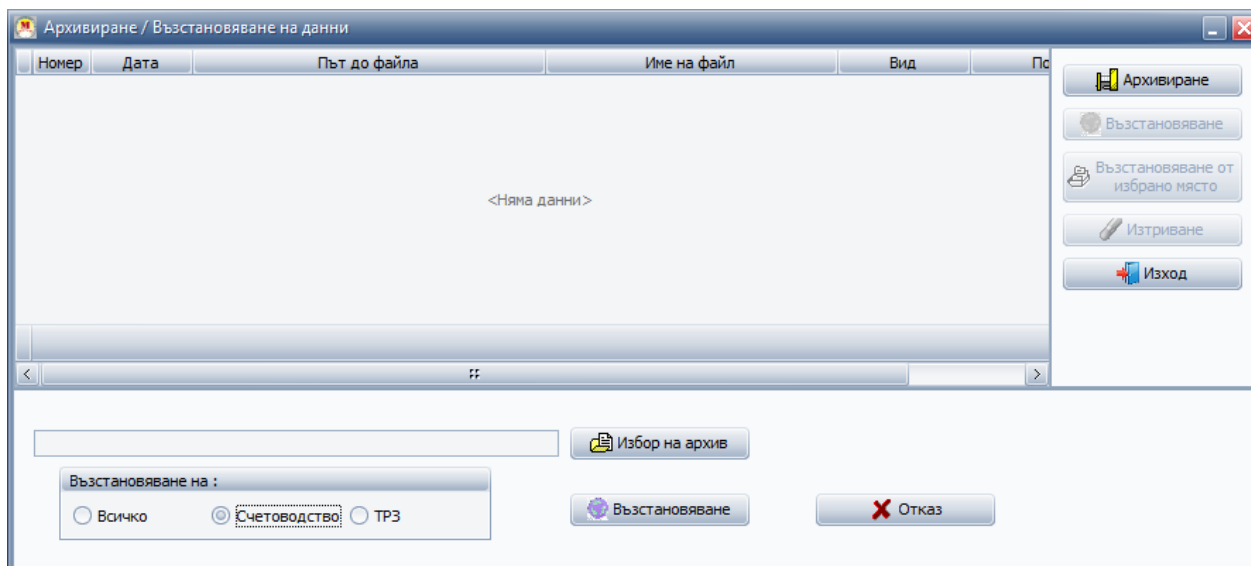 Архивиране / Възстановяване на данни
Номер Дата Път до файла Име на файл Вид По
<Няма данни>
Архивиране
Възстановяване
Възстановяване от
избрано място
Изтриване
Изход
Избор на архив
Възстановяване на :
Всичко Счетоводство ТРЗ
Възстановяване
Отказ